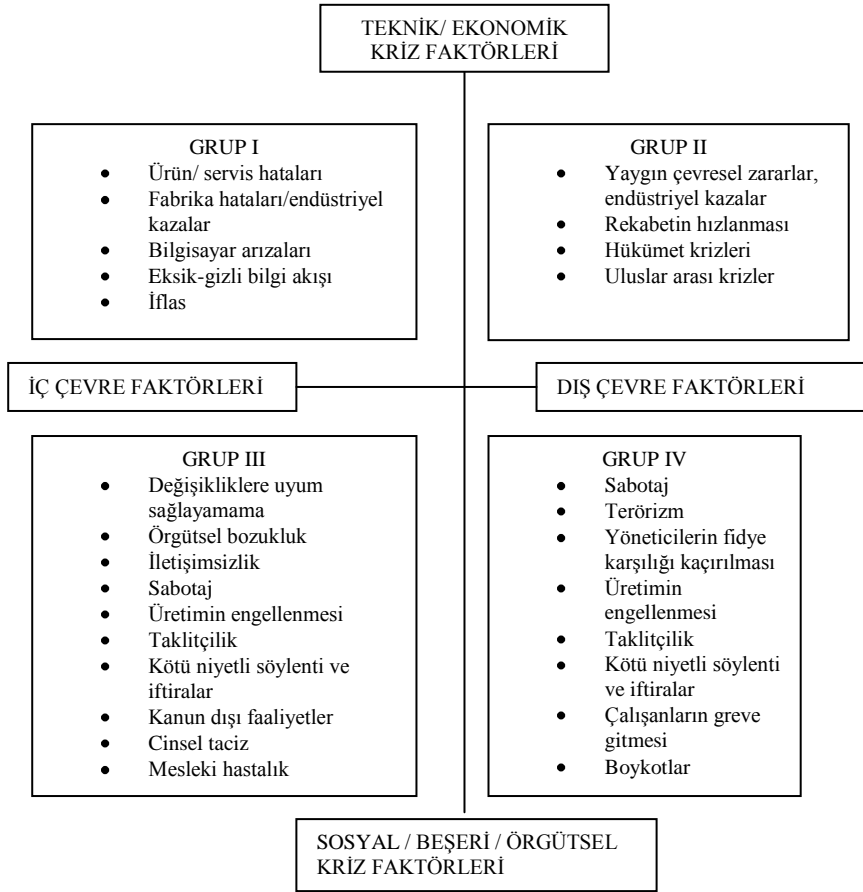 TEKNİK/ EKONOMİK
KRİZ FAKTÖRLERİ
GRUP I
• Ürün/ servis hataları
• Fabrika hataları/endüstriyel
kazalar
• Bilgisayar arızaları
• Eksik-gizli bilgi akışı
• İflas
GRUP II
• Yaygın çevresel zararlar,
endüstriyel kazalar
• Rekabetin hızlanması
• Hükümet krizleri
• Uluslar arası krizler
İÇ ÇEVRE FAKTÖRLERİ
DIŞ ÇEVRE FAKTÖRLERİ
GRUP III
• Değişikliklere uyum
sağlayamama
• Örgütsel bozukluk
• İletişimsizlik
• Sabotaj
• Üretimin engellenmesi
• Taklitçilik
• Kötü niyetli söylenti ve
iftiralar
• Kanun dışı faaliyetler
• Cinsel taciz
• Mesleki hastalık
GRUP IV
• Sabotaj
• Terörizm
• Yöneticilerin fidye
karşılığı kaçırılması
• Üretimin
engellenmesi
• Taklitçilik
• Kötü niyetli söylenti
ve iftiralar
• Çalışanların greve
gitmesi
• Boykotlar
SOSYAL / BEŞERİ / ÖRGÜTSEL
KRİZ FAKTÖRLERİ